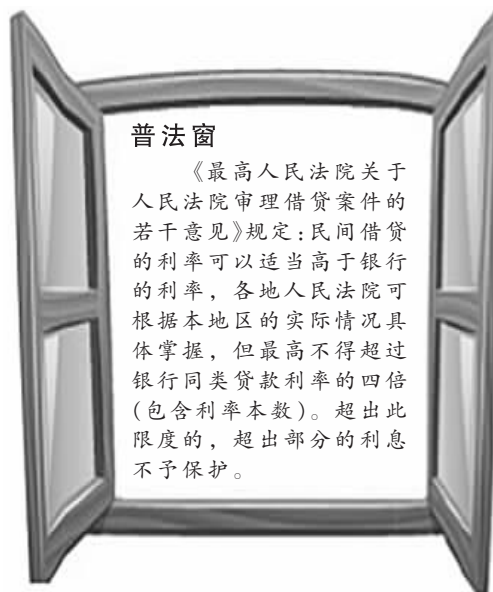 普法窗
《最高人民法院关于
人民法院审理借贷案件的
若干意见》规定:民间借贷
的利率可以适当高于银行
的利率，各地人民法院可
根据本地区的实际情况具
体掌握，但最高不得超过
银行同类贷款利率的四倍
(包含利率本数)。超出此
限度的，超出部分的利息
不予保护。